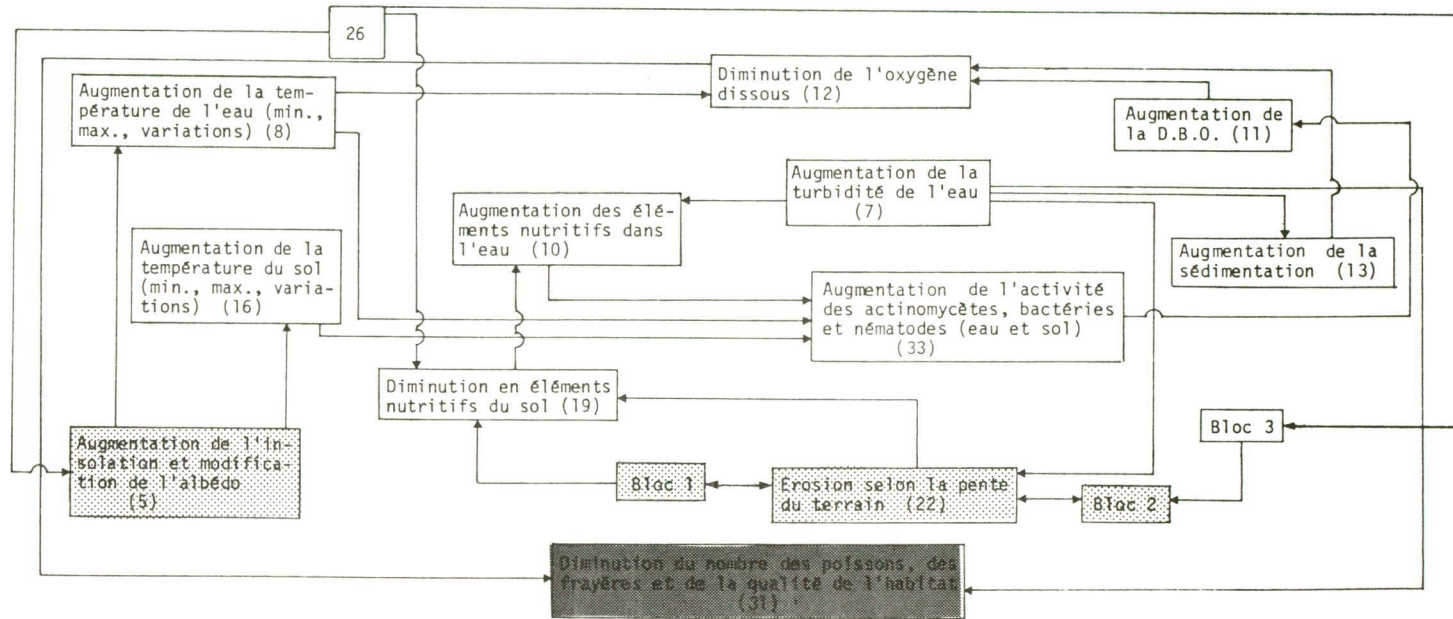 26
Augmentation de la tem-
pérature de l'eau (min.,
max., variations) (8)
Diminution de l'oxygène
dissous (12)
Augmentation de
la D.B.O. (11)
Augmentation de la
turbidité de l'eau
(7)
Augmentation des élé-
ments nutritifs dans
l'eau (10)
Augmentation de la
température du sol
(min., max., varia-
tions) (16)
Augmentation de la
sédimentation (13)
Augmentation de l'activité
des actinomycètes, bactéries
et nématodes (eau et sol)
(33)
Diminution en éléments
nutritifs du sol (19)
Bloc 3
Augmentation de l'in-
solation et modifica-
tion de l'albédo
(5)
Bloc 1
Erosion selon la pente
du terrain (22)
Bloc 2
Diminution du nombre des poissons, des
frayères et de la qualité de l'habitat
(31)